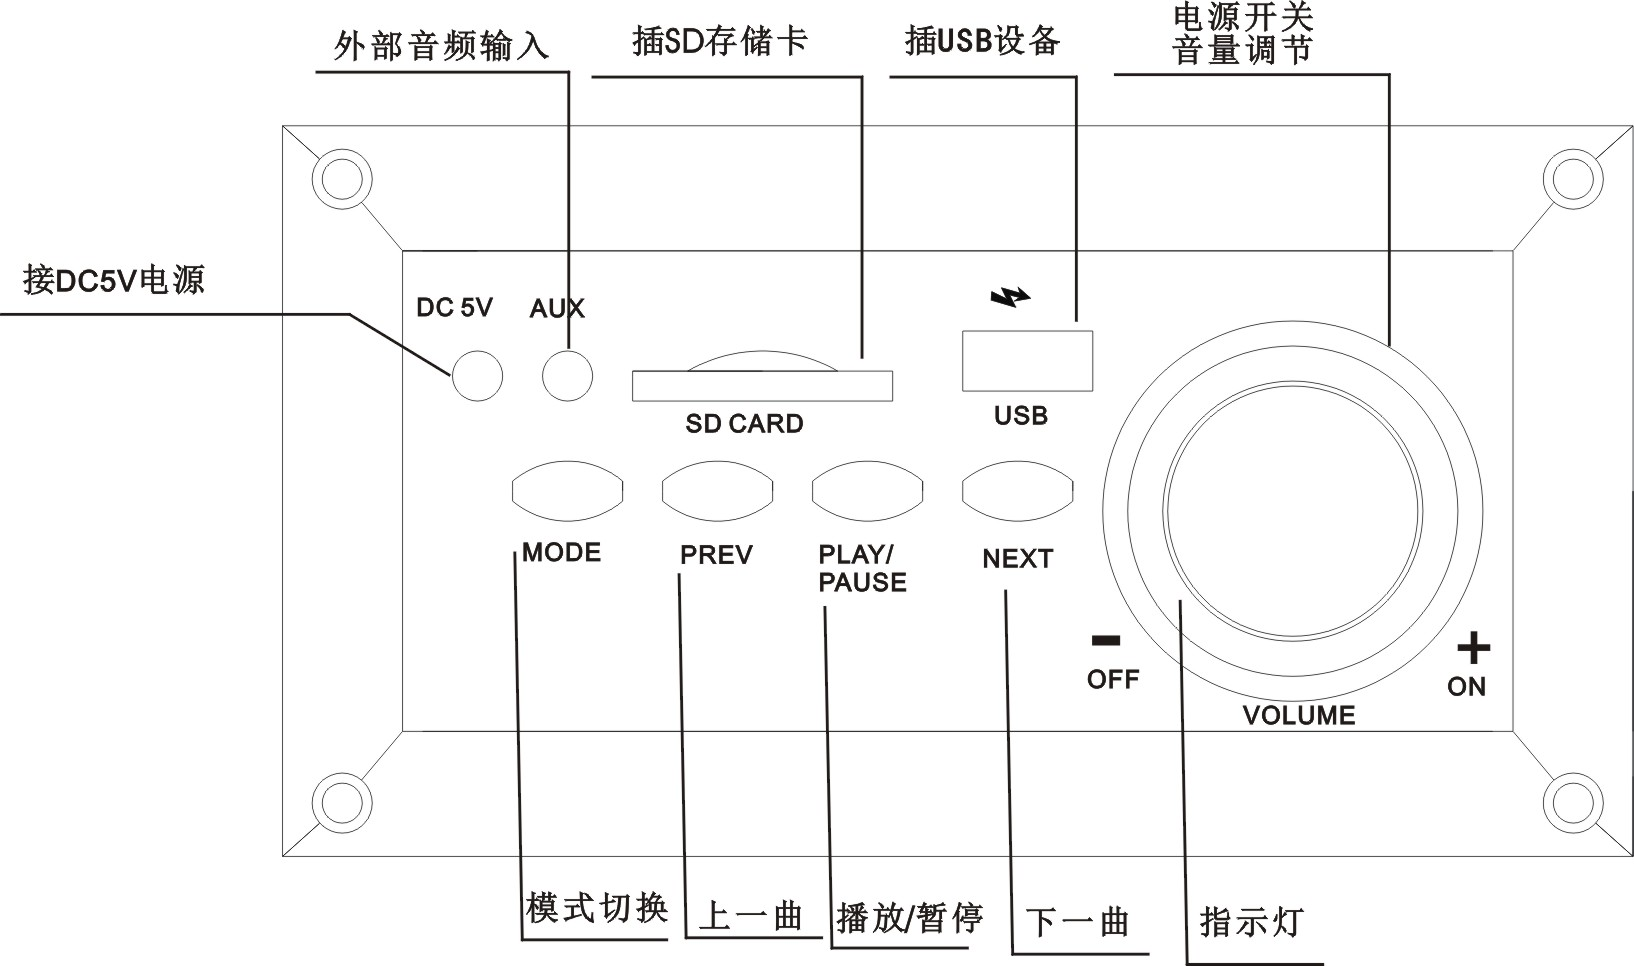 外部音频输入
插SD存储卡
插USB设备
电源开关
音量调节
接DC5V电源
DC 5V
AUX
SD CARD
USB
MODE
PREV
PLAY/
PAUSE
NEXT
-
OFF
+
ON
VOLUME
模式切换
上一曲
播放/暂停
下一曲
指示灯